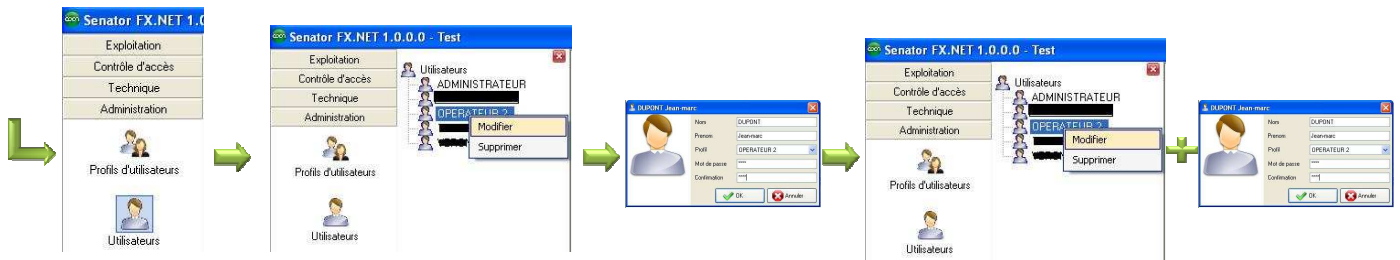 Senator FX.NET 1.0
Exploitation
Contrôle d'accès
Technique
Administration
Profils d'utilisateurs
Utilisateurs
Senator FX.NET 1.0.0.0 - Test
Exploitation
Contrôle d'accès
Technique
Administration
Profils d'utilisateurs
Utilisateurs
Utilisateurs
ADMINISTRATEUR
OPERATEUR 2
Modifier
Supprimer
DUPONT Jean-marc
Nom DUPONT
Prenom Jean-marc
Profil OPERATEUR 2
Mot de passe ****
Confirmation ****
OK Annuler
Senator FX.NET 1.0.0.0 - Test
Exploitation
Contrôle d'accès
Technique
Administration
Profils d'utilisateurs
Utilisateurs
Utilisateurs
ADMINISTRATEUR
OPERATEUR 2
Modifier
Supprimer
DUPONT Jean-marc
Nom DUPONT
Prenom Jean-marc
Profil OPERATEUR 2
Mot de passe ****
Confirmation ****
OK Annuler